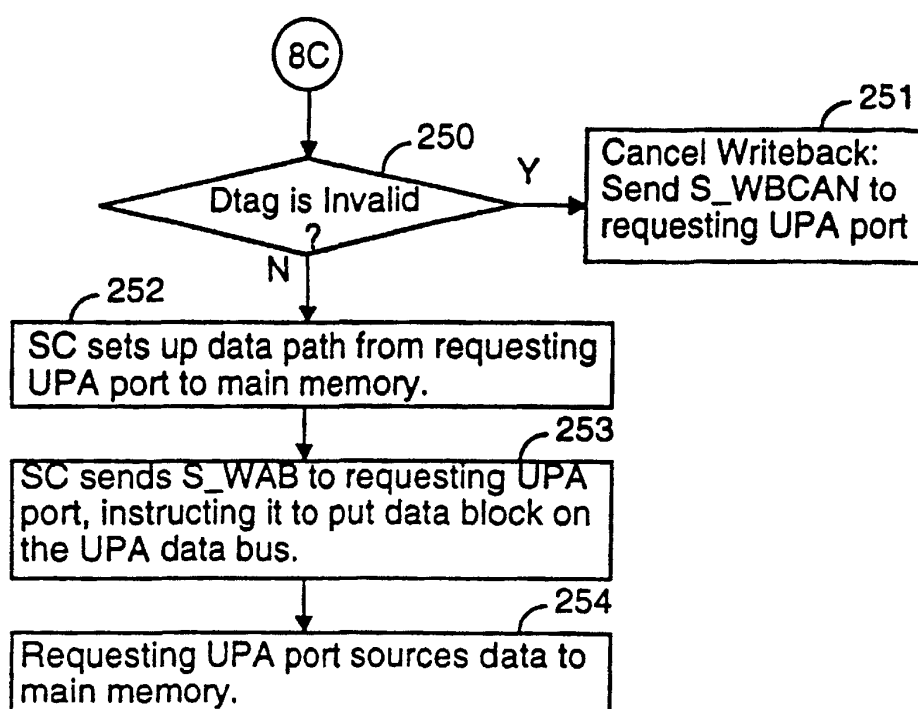 8C
250
251
Dtag is Invalid
?
Y
N
Cancel Writeback:
Send S_WBCAN to
requesting UPA port
252
SC sets up data path from requesting
UPA port to main memory.
253
SC sends S_WAB to requesting UPA
port, instructing it to put data block on
the UPA data bus.
254
Requesting UPA port sources data to
main memory.